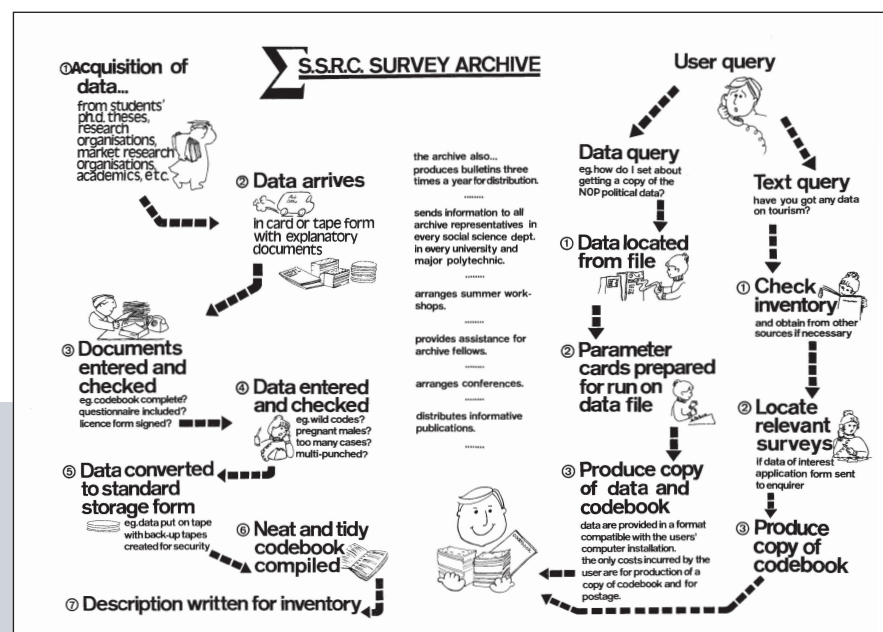 S.S.R.C. SURVEY ARCHIVE
①Acquisition of
data...
from students'
ph.d. theses,
research
organisations,
market research
organisations,
academics, etc.
② Data arrives
in card or tape form
with explanatory
documents
③ Documents
entered and
checked
eg. codebook complete?
questionnaire included?
licence form signed?
④ Data entered
and checked
eg. wild codes?
pregnant males?
too many cases?
multi-punched?
⑤ Data converted
to standard
storage form
eg. data put on tape
with back-up tapes
created for security
⑥ Neat and tidy
codebook
compiled
⑦ Description written for inventory
the archive also...
produces bulletins three
times a year for distribution.
********
sends information to all
archive representatives in
every social science dept.
in every university and
major polytechnic.
********
arranges summer work-
shops.
********
provides assistance for
archive fellows.
********
arranges conferences.
********
distributes informative
publications.
********
CODEBOOK
User query
Data query
eg. how do I set about
getting a copy of the
NOP political data?
① Data located
from file
② Parameter
cards prepared
for run on
data file
③ Produce copy
of data and
codebook
data are provided in a format
compatible with the users'
computer installation.
the only costs incurred by the
user are for production of a
copy of codebook and for
postage.
Text query
have you got any data
on tourism?
① Check
inventory
and obtain from other
sources if necessary
② Locate
relevant
surveys
if data of interest
application form sent
to enquirer
③ Produce
copy of
codebook